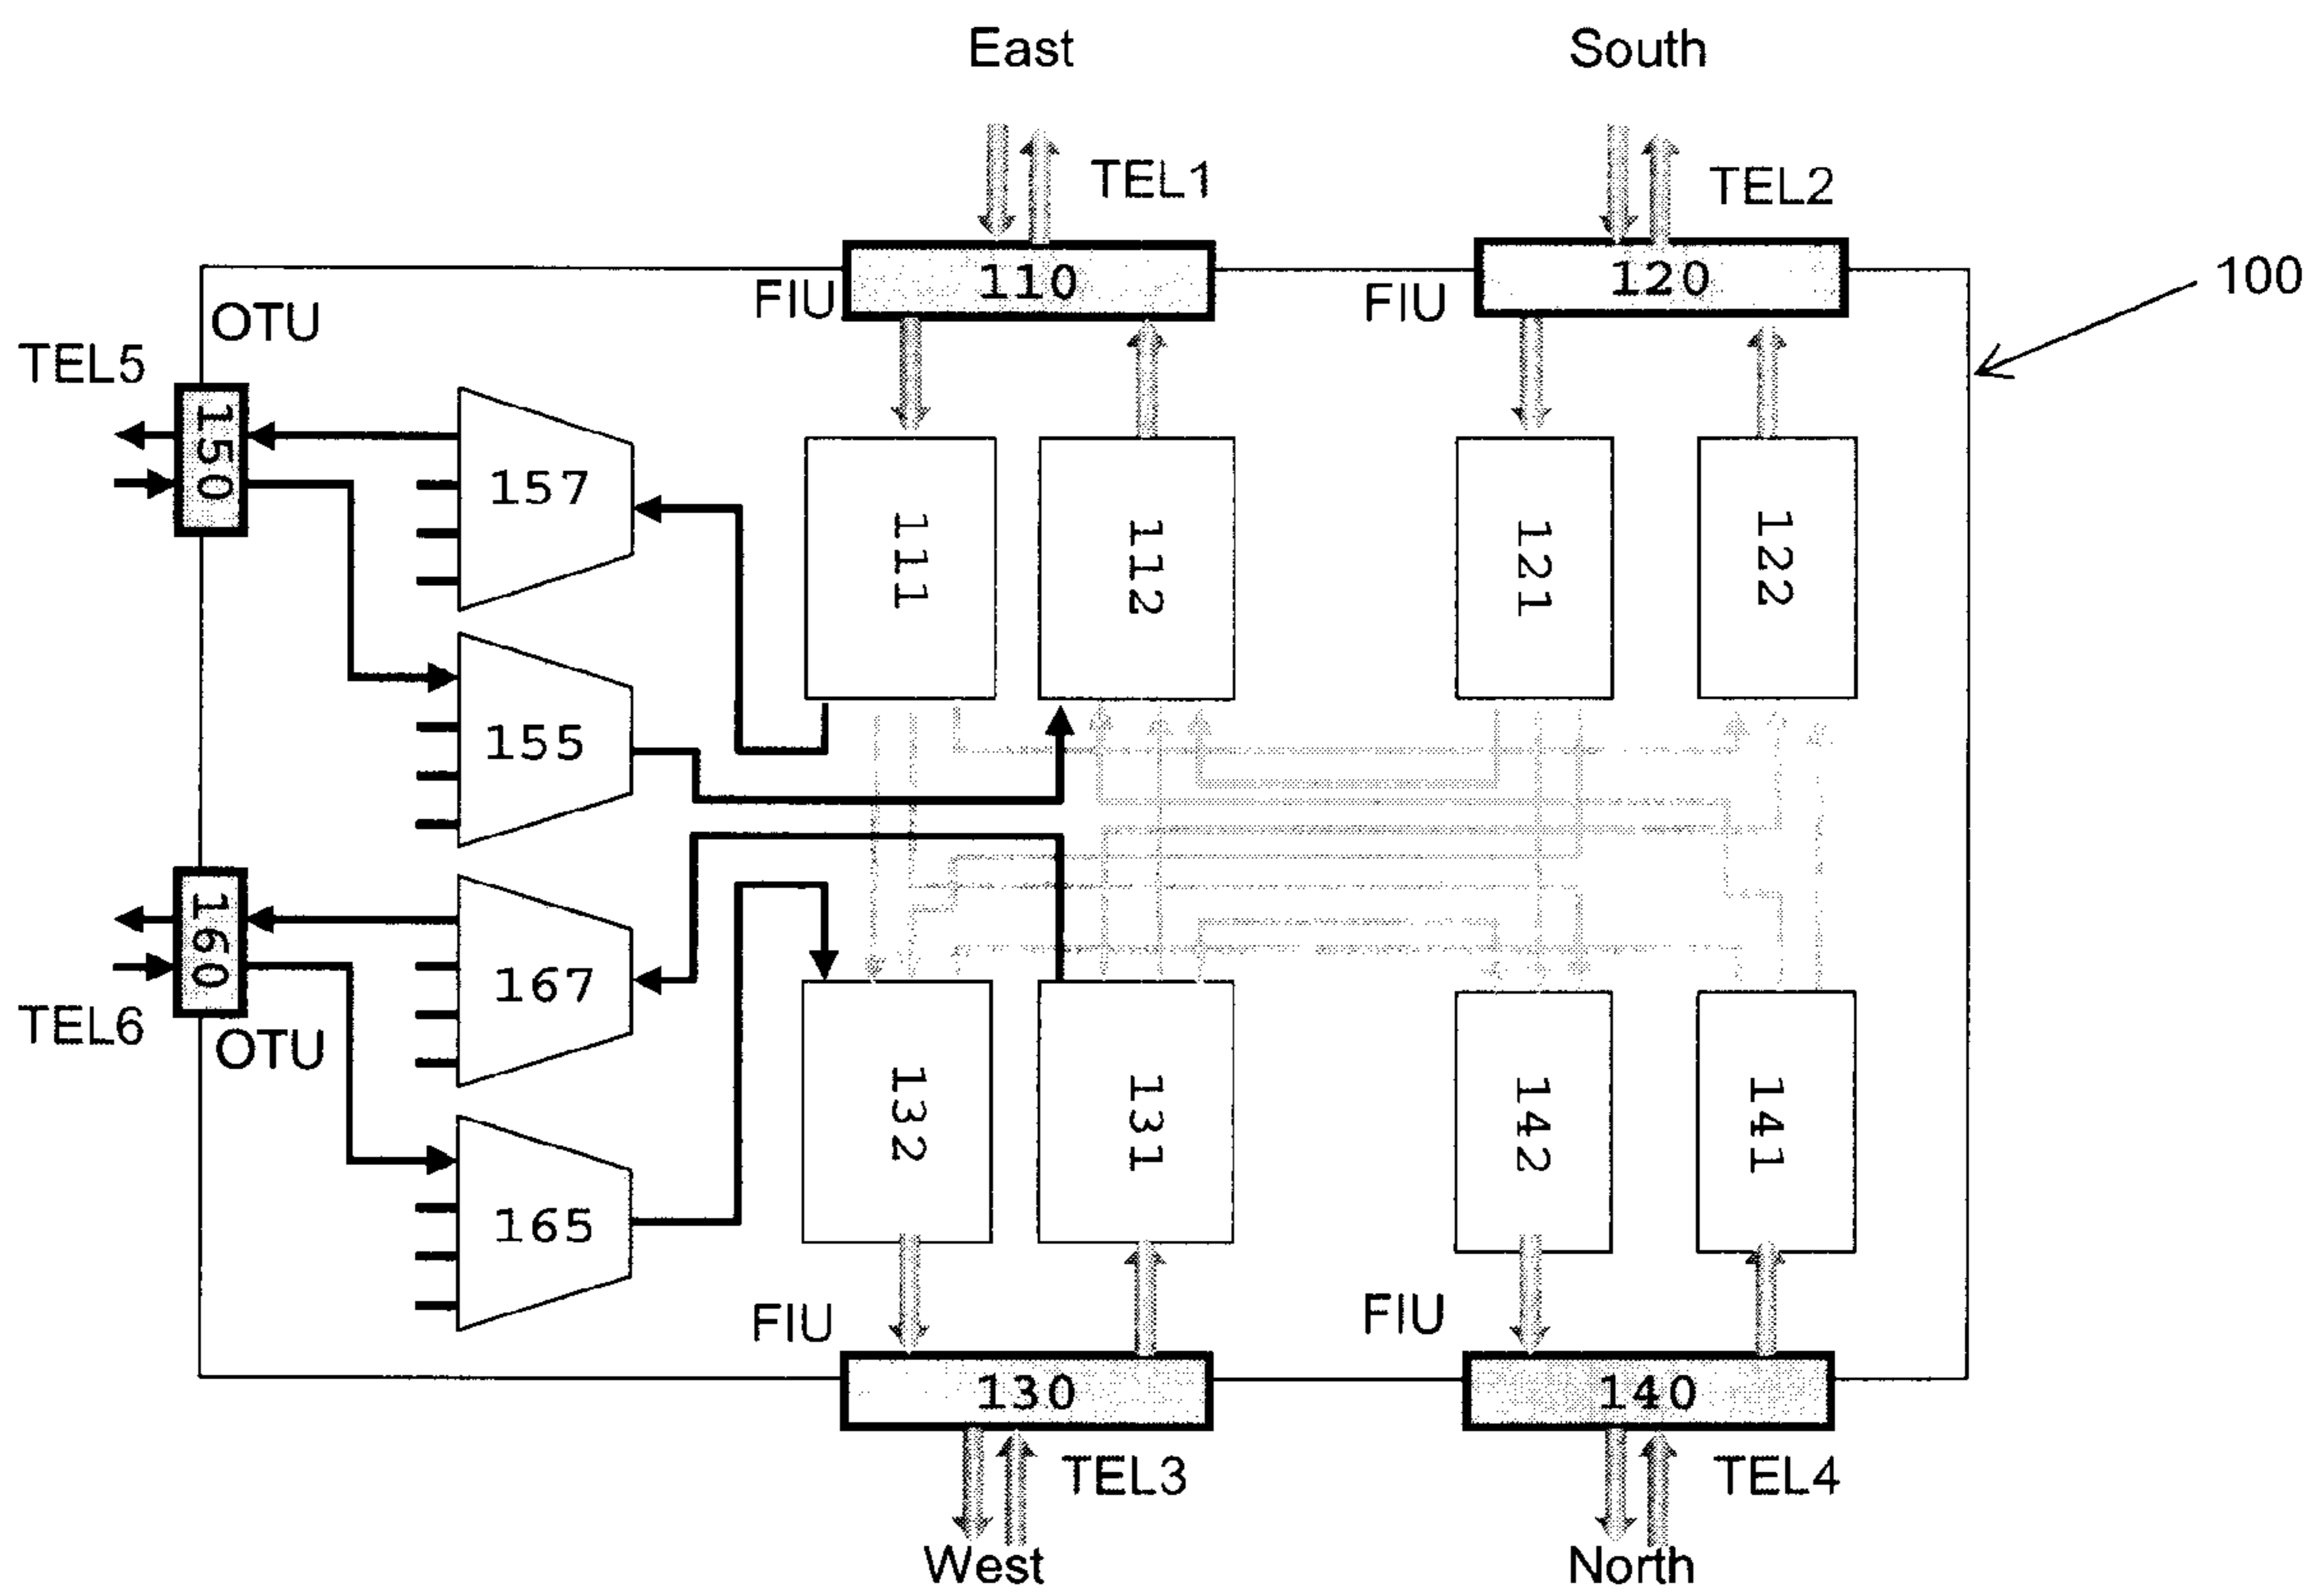 East
South
TEL1
TEL2
FIU
110
FIU
120
100
OTU
TEL5
150
157
111
112
121
122
155
160
TEL6
OTU
167
132
131
142
141
165
FIU
FIU
130
140
TEL3
TEL4
West
North